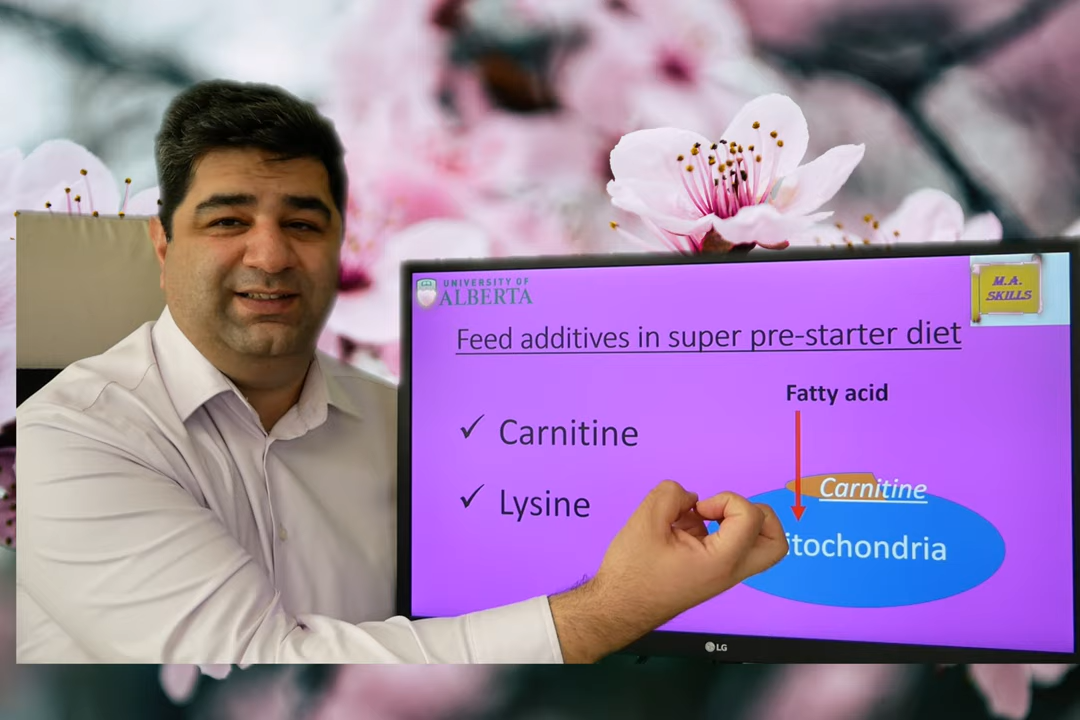 UNIVERSITY OF
ALBERTA
M.A.
SKILLS
Feed additives in super pre-starter diet
Fatty acid
✓ Carnitine
Carnitine
✓ Lysine
itochondria
LG